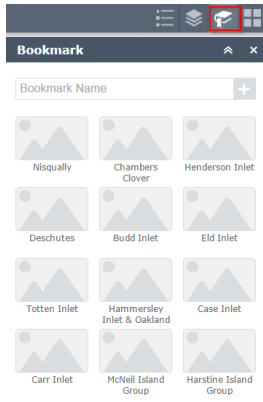 Bookmark
Bookmark Name
Nisqually
Chambers
Clover
Henderson Inlet
Deschutes
Budd Inlet
Eld Inlet
Totten Inlet
Hammersley
Inlet & Oakland
Case Inlet
Carr Inlet
McNeil Island
Group
Harstine Island
Group